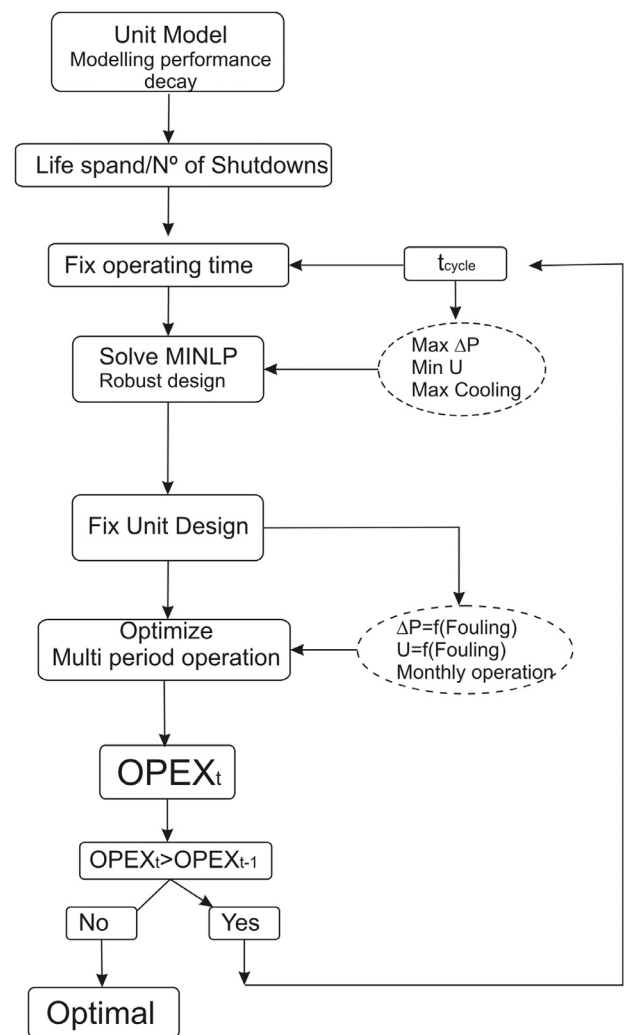 Unit Model
Modelling performance
decay
Life spand/Nº of Shutdowns
Fix operating time
tcycle
Solve MINLP
Robust design
Max ΔP
Min U
Max Cooling
Fix Unit Design
Optimize
Multi period operation
ΔP=f(Fouling)
U=f(Fouling)
Monthly operation
OPEXt
OPEXt>OPEXt-1
No
Yes
Optimal